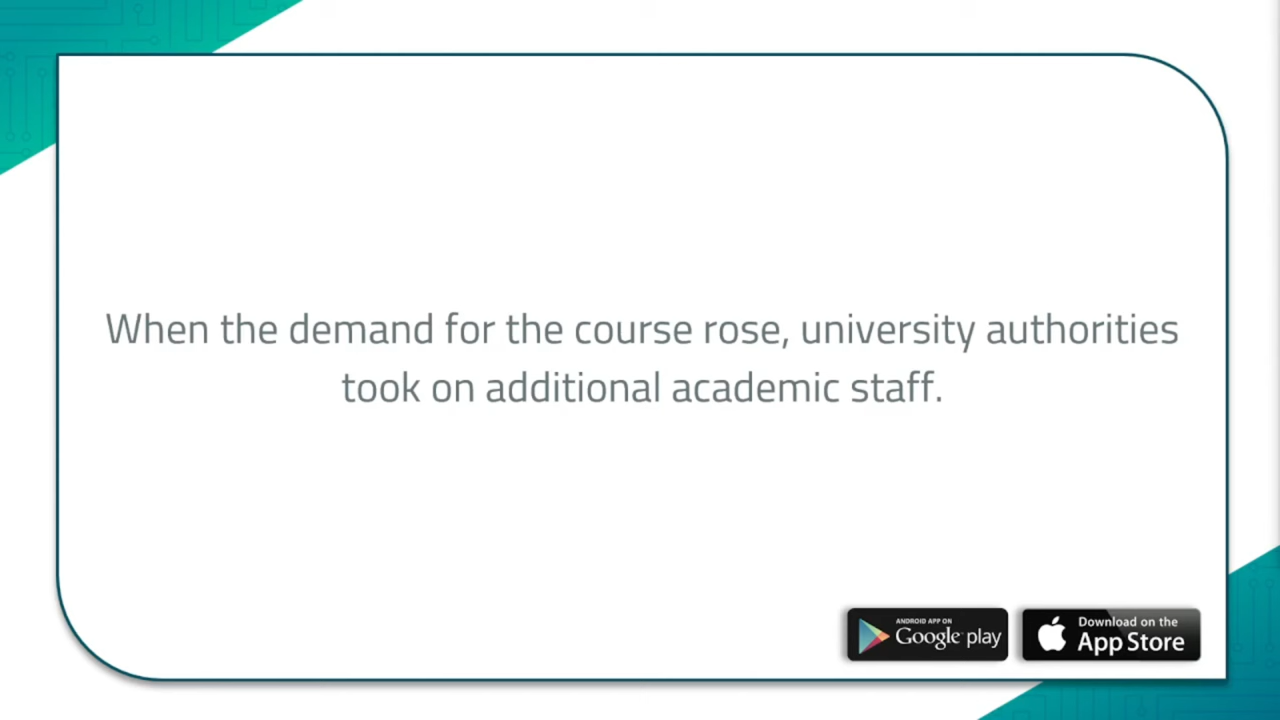 When the demand for the course rose, university authorities
took on additional academic staff.
ANDROID APP ON
Google play
Download on the
App Store